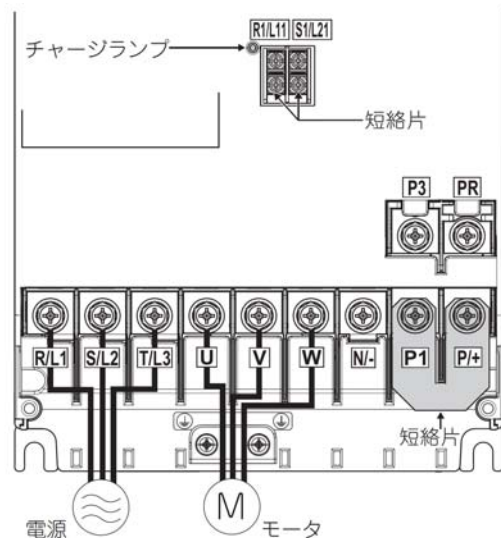 R1/L11 S1/L21
チャージランプ
短絡片
P3 PR
R/L1 S/L2 T/L3 U V W N/- P1 P/+
短絡片
電源 M モータ